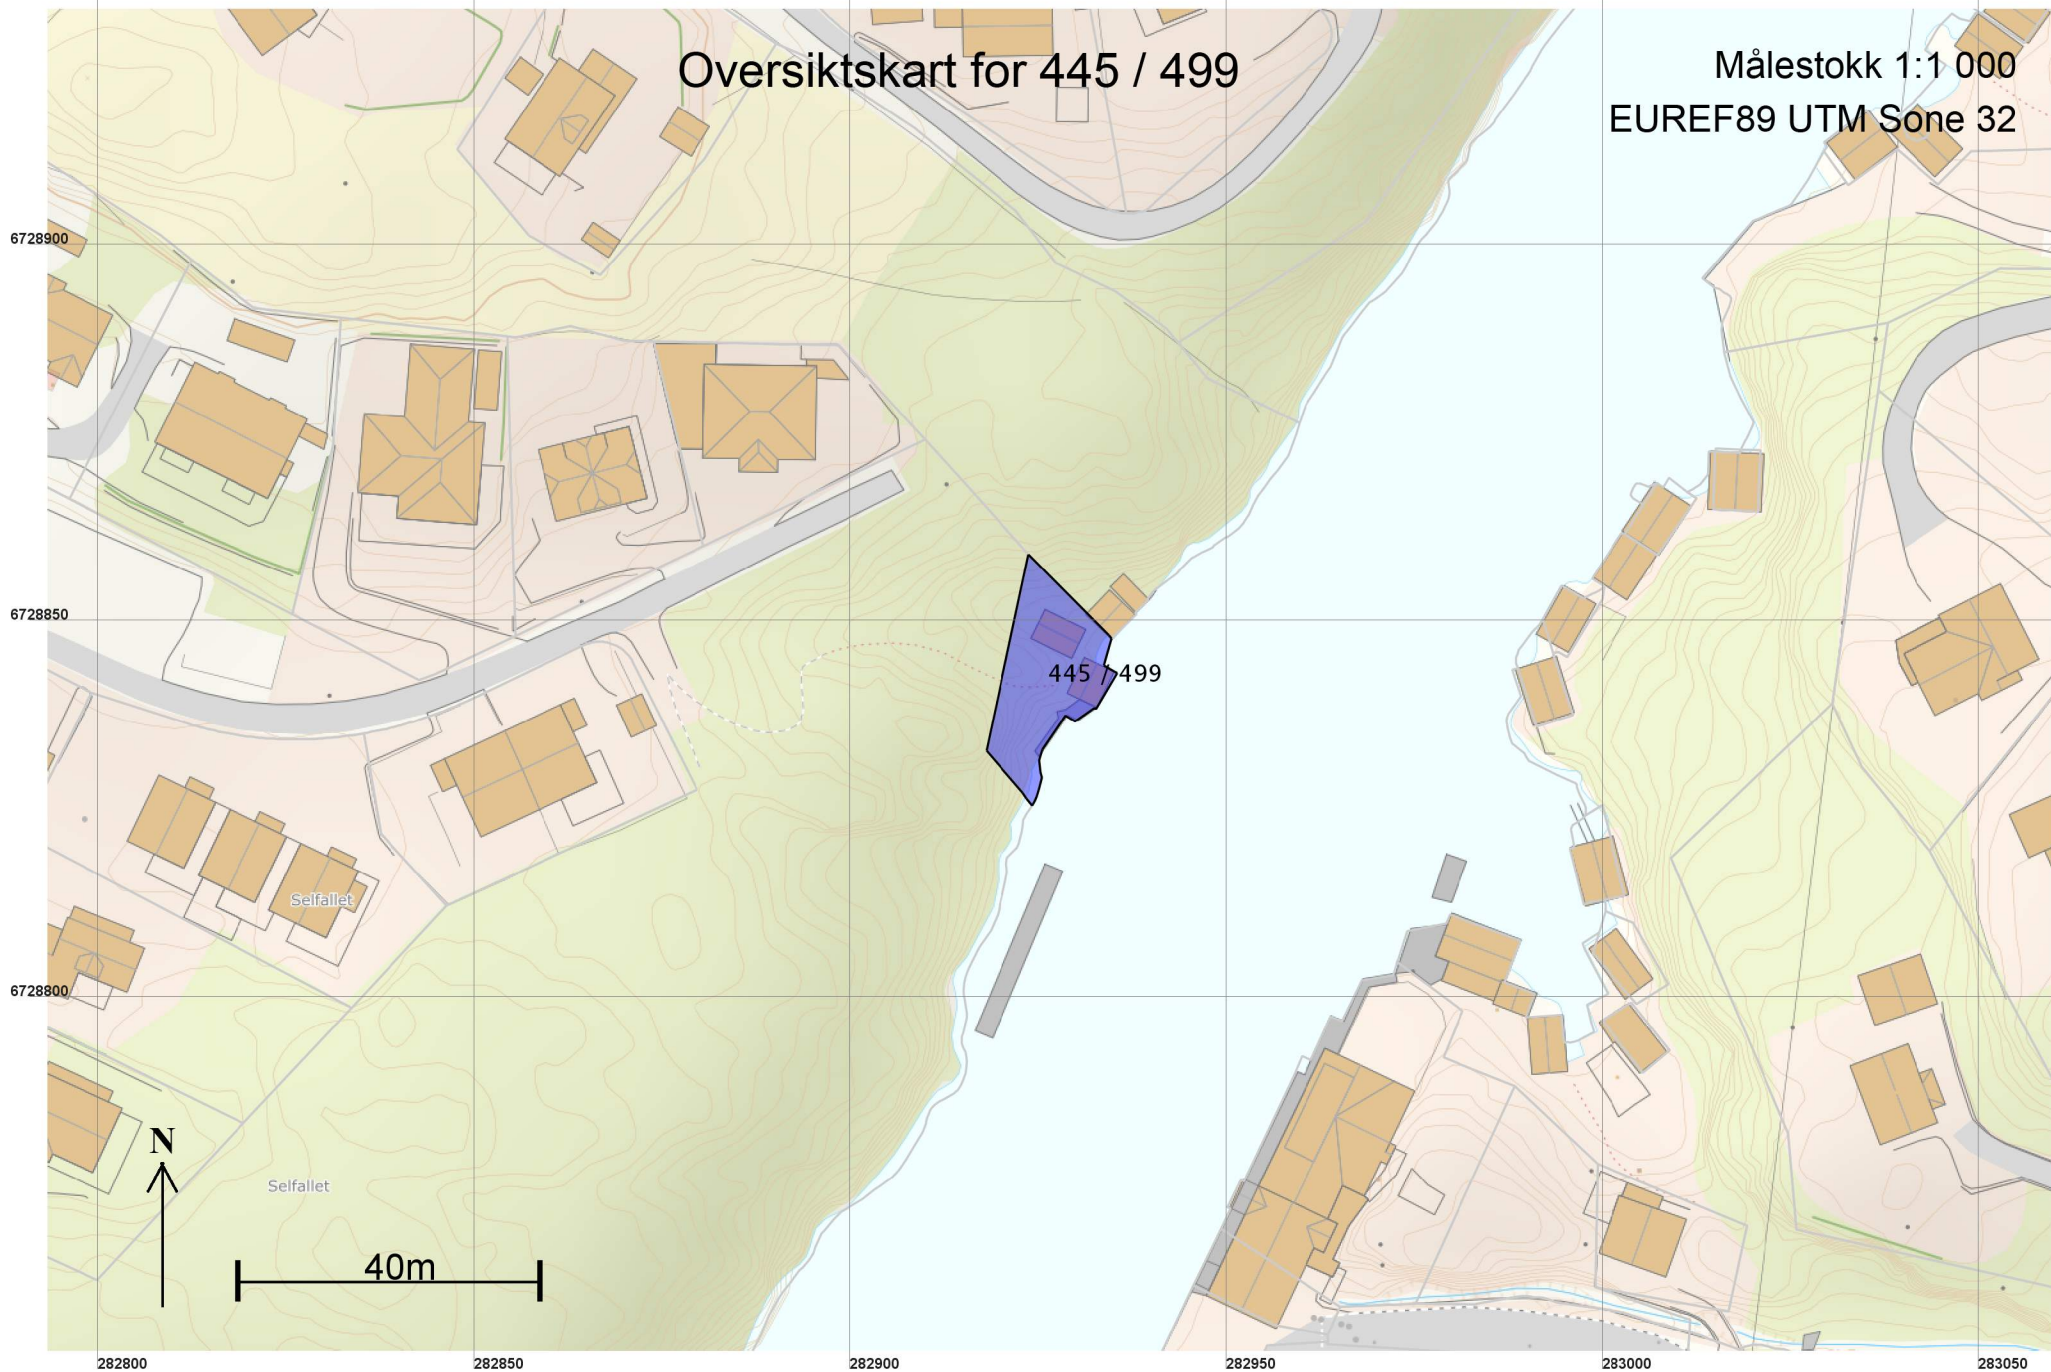 Oversiktskart for 445 / 499
Målestokk 1:1 000
EUREF89 UTM Sone 32
6728900
6728850
445 / 499
Selfallet
6728800
N
Selfallet
40m
282800
282850
282900
282950
283000
283050